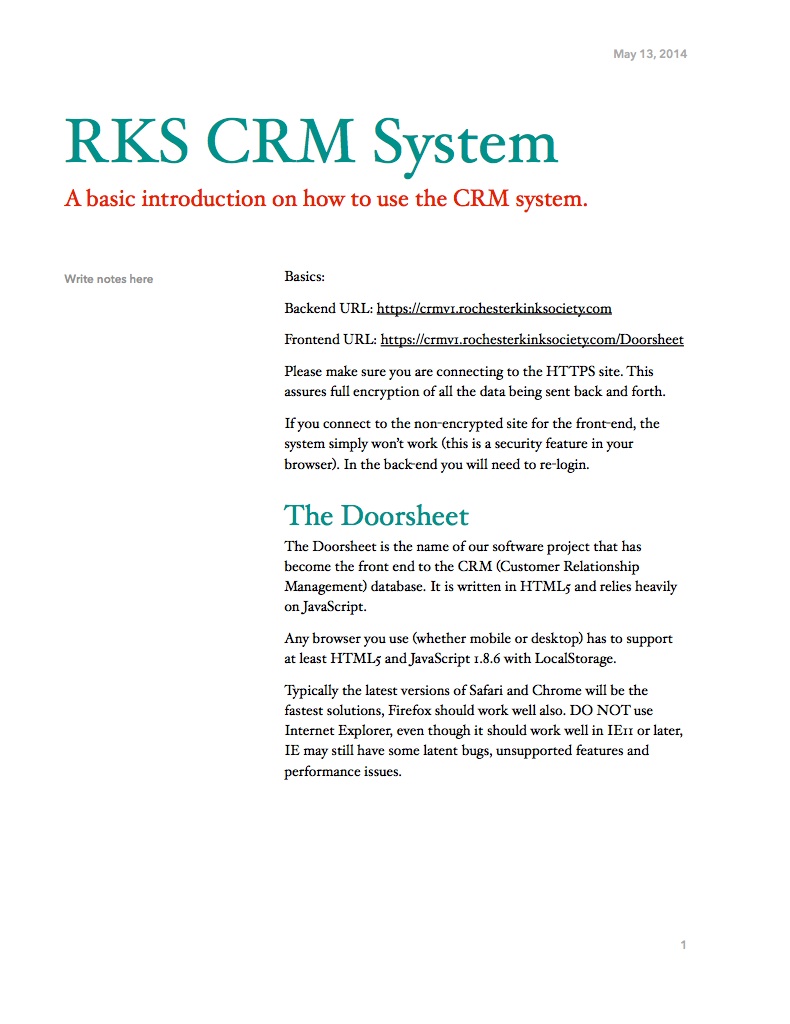 May 13, 2014
RKS CRM System
A basic introduction on how to use the CRM system.
Write notes here
Basics:
Backend URL: https://crmv1.rochesterkinksociety.com
Frontend URL: https://crmv1.rochesterkinksociety.com/Doorsheet
Please make sure you are connecting to the HTTPS site. This
assures full encryption of all the data being sent back and forth.
If you connect to the non-encrypted site for the front-end, the
system simply won't work (this is a security feature in your
browser). In the back-end you will need to re-login.
The Doorsheet
The Doorsheet is the name of our software project that has
become the front end to the CRM (Customer Relationship
Management) database. It is written in HTML5 and relies heavily
on JavaScript.
Any browser you use (whether mobile or desktop) has to support
at least HTML5 and JavaScript 1.8.6 with LocalStorage.
Typically the latest versions of Safari and Chrome will be the
fastest solutions, Firefox should work well also. DO NOT use
Internet Explorer, even though it should work well in IE11 or later,
IE may still have some latent bugs, unsupported features and
performance issues.
1